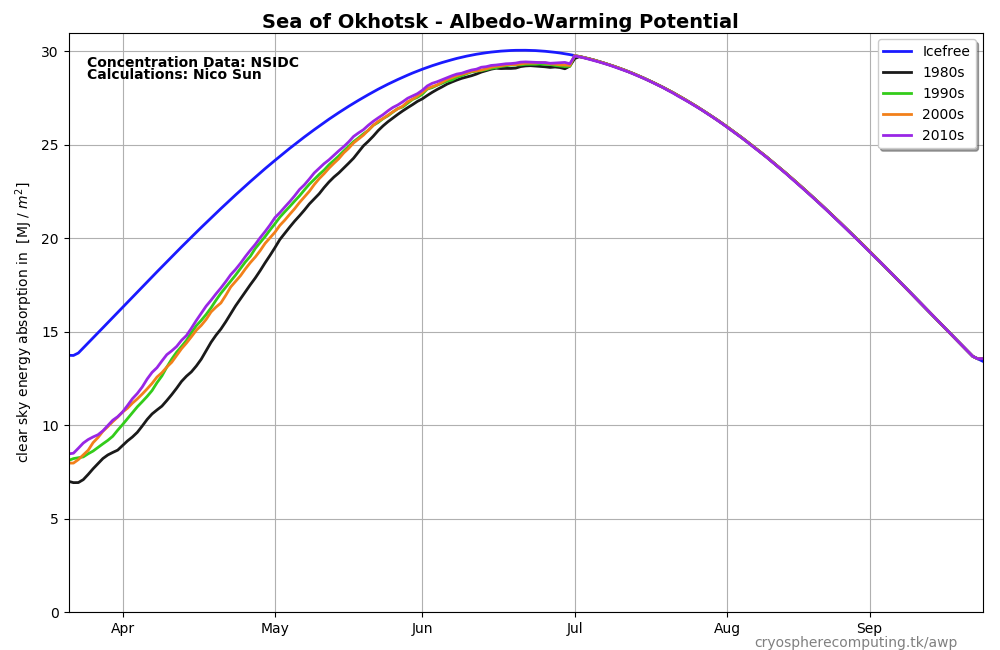 Sea of Okhotsk - Albedo-Warming Potential
Concentration Data: NSIDC
Calculations: Nico Sun
Icefree
1980s
1990s
2000s
2010s
clear sky energy absorption in [MJ / m²]
30
25
20
15
10
5
0
Apr May Jun Jul Aug Sep
cryospherecomputing.tk/awp